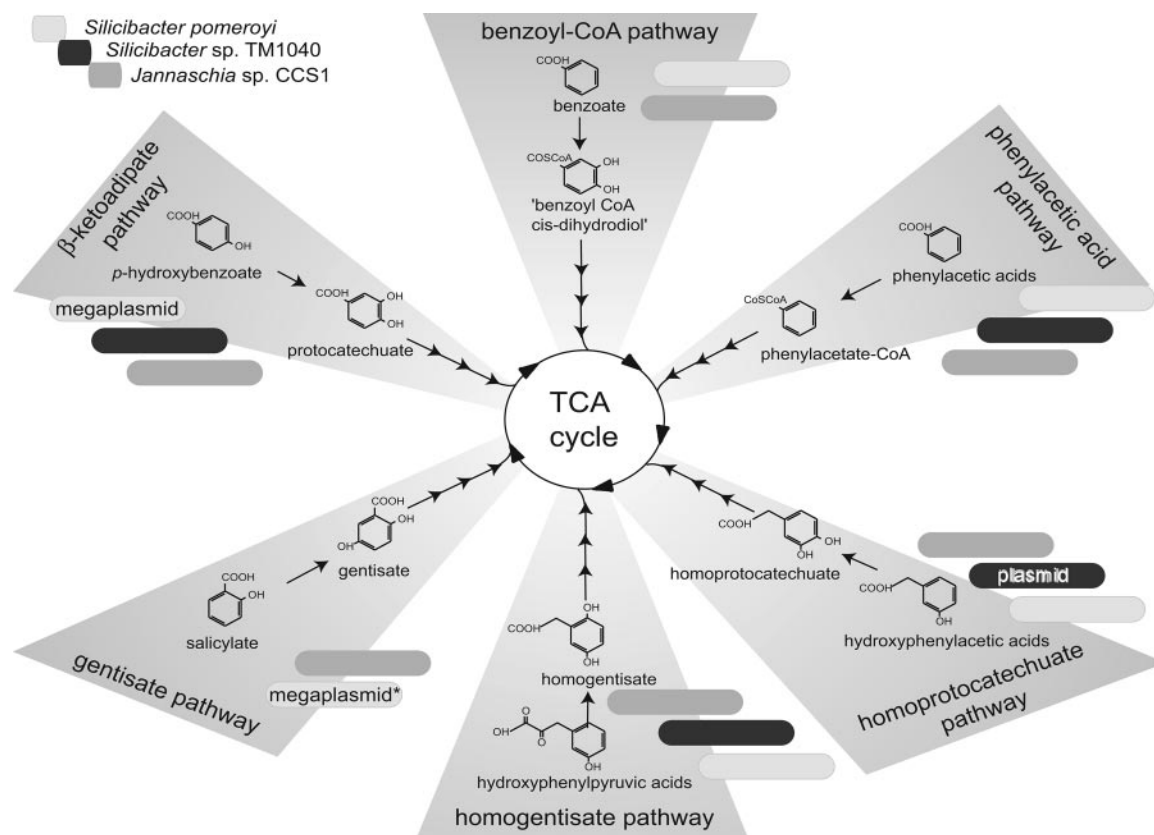 Silicibacter pomeroyi
Silicibacter sp. TM1040
Jannaschia sp. CCS1
benzoyl-CoA pathway
COOH
benzoate
COSCoA
OH
OH
'benzoyl CoA
cis-dihydrodiol'
β-ketoadipate
pathway
COOH
OH
p-hydroxybenzoate
megaplasmid
COOH
OH
OH
protocatechuate
phenylacetic acid
pathway
COOH
phenylacetic acids
CoSCoA
phenylacetate-CoA
TCA
cycle
COOH
OH
OH
gentisate
COOH
OH
salicylate
gentisate pathway
megaplasmid*
COOH
OH
OH
homogentisate
OH
O
O
OH
hydroxyphenylpyruvic acids
homogentisate pathway
COOH
OH
OH
homoprotocatechuate
plasmid
COOH
OH
hydroxyphenylacetic acids
homoprotocatechuate
pathway